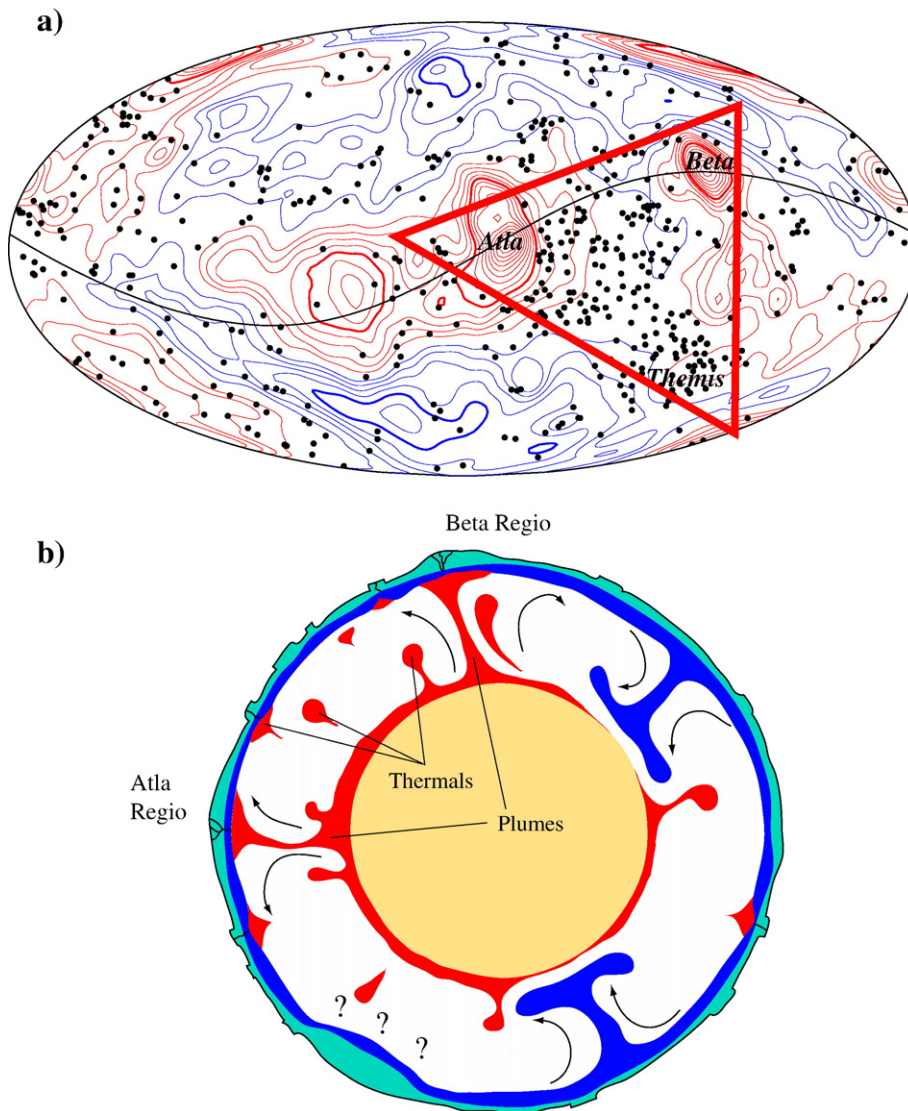 a)
Beta
Atla
Themis
Beta Regio
b)
Atla
Regio
Thermals
Plumes
?
?
?